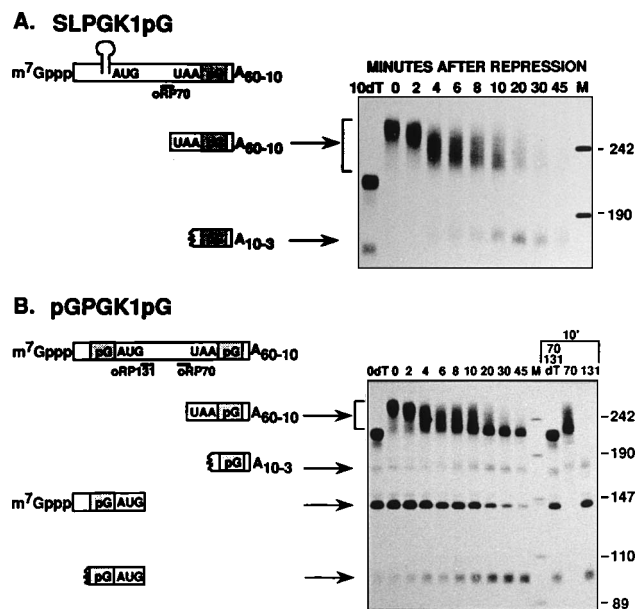 A. SLPGK1pG
m⁷Gppp AUG UAA pG A60-10
oRP70
UAA pG A60-10
A10-3
MINUTES AFTER REPRESSION
10dT 0 2 4 6 8 10 20 30 45 M
- 242
- 190
B. pGPGK1pG
m⁷Gppp pG AUG UAA pG A60-10
oRP131 oRP70
UAA pG A60-10
pG A10-3
m⁷Gppp pG AUG
pG AUG
10'
70
131
0dT 0 2 4 6 8 10 20 30 45 M dT 70 131
- 242
- 190
- 147
- 110
- 89